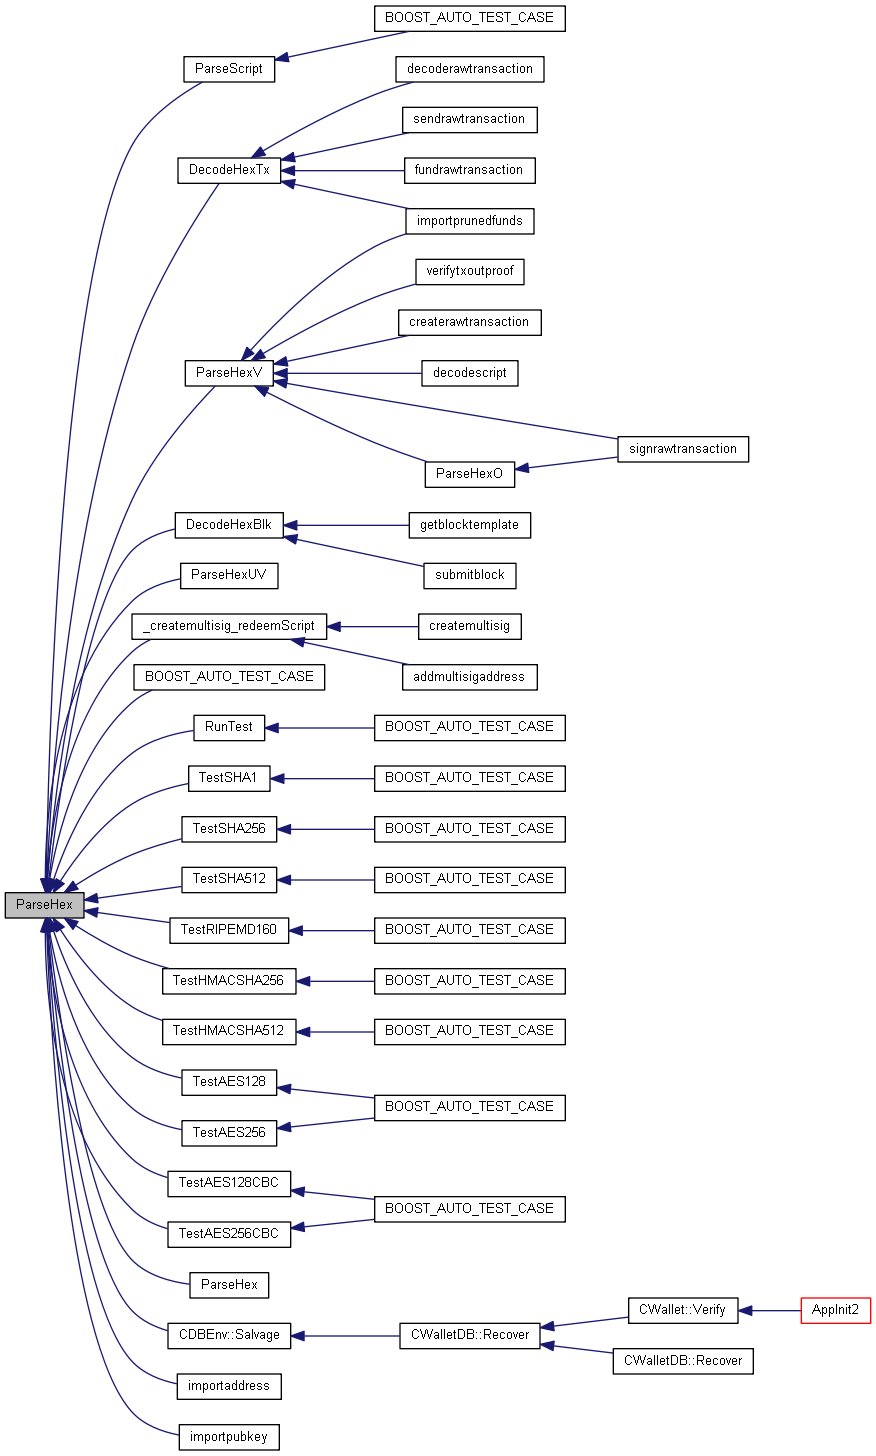 BOOST_AUTO_TEST_CASE
ParseScript
decoderawtransaction
sendrawtransaction
DecodeHexTx
fundrawtransaction
importprunedfunds
verifytxoutproof
createrawtransaction
ParseHexV
decodescript
signrawtransaction
ParseHexO
DecodeHexBlk
getblocktemplate
ParseHexUV
submitblock
_createmultisig_redeemScript
createmultisig
BOOST_AUTO_TEST_CASE
addmultisigaddress
RunTest
BOOST_AUTO_TEST_CASE
TestSHA1
BOOST_AUTO_TEST_CASE
TestSHA256
BOOST_AUTO_TEST_CASE
TestSHA512
BOOST_AUTO_TEST_CASE
ParseHex
TestRIPEMD160
BOOST_AUTO_TEST_CASE
TestHMACSHA256
BOOST_AUTO_TEST_CASE
TestHMACSHA512
BOOST_AUTO_TEST_CASE
TestAES128
BOOST_AUTO_TEST_CASE
TestAES256
TestAES128CBC
BOOST_AUTO_TEST_CASE
TestAES256CBC
ParseHex
CWallet::Verify
AppInit2
CDBEnv::Salvage
CWalletDB::Recover
CWalletDB::Recover
importaddress
importpubkey